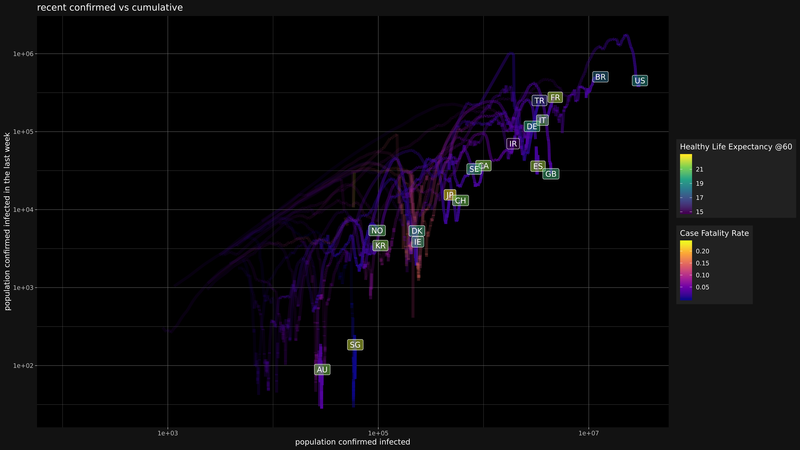 recent confirmed vs cumulative
population confirmed infected in the last week
1e+06
1e+05
1e+04
1e+03
1e+02
BR
US
TR
FR
IT
DE
IR
SE
CA
ES
GB
JP
CH
NO
KR
DK
IE
SG
AU
1e+03
1e+05
1e+07
population confirmed infected
Healthy Life Expectancy @60
21
19
17
15
Case Fatality Rate
0.20
0.15
0.10
0.05